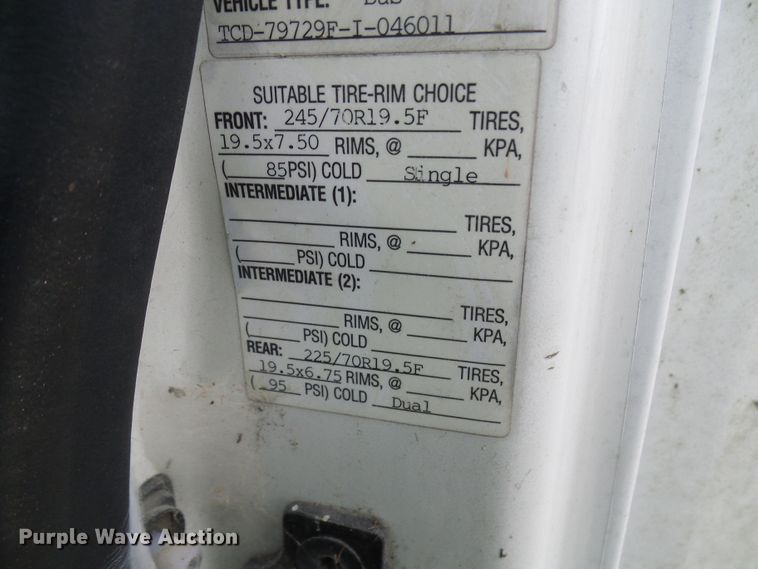 VEHICLE TYPE: Bus
TCD-79729F-I-046011
SUITABLE TIRE-RIM CHOICE
FRONT: 245/70R19.5F TIRES,
19.5x7.50 RIMS, @ KPA,
( 85PSI) COLD Single
INTERMEDIATE (1):
TIRES,
RIMS, @ KPA,
( PSI) COLD
INTERMEDIATE (2):
TIRES,
RIMS, @ KPA,
( PSI) COLD
REAR: 225/70R19.5F TIRES,
19.5x6.75 RIMS, @ KPA,
( 95 PSI) COLD Dual
Purple Wave Auction